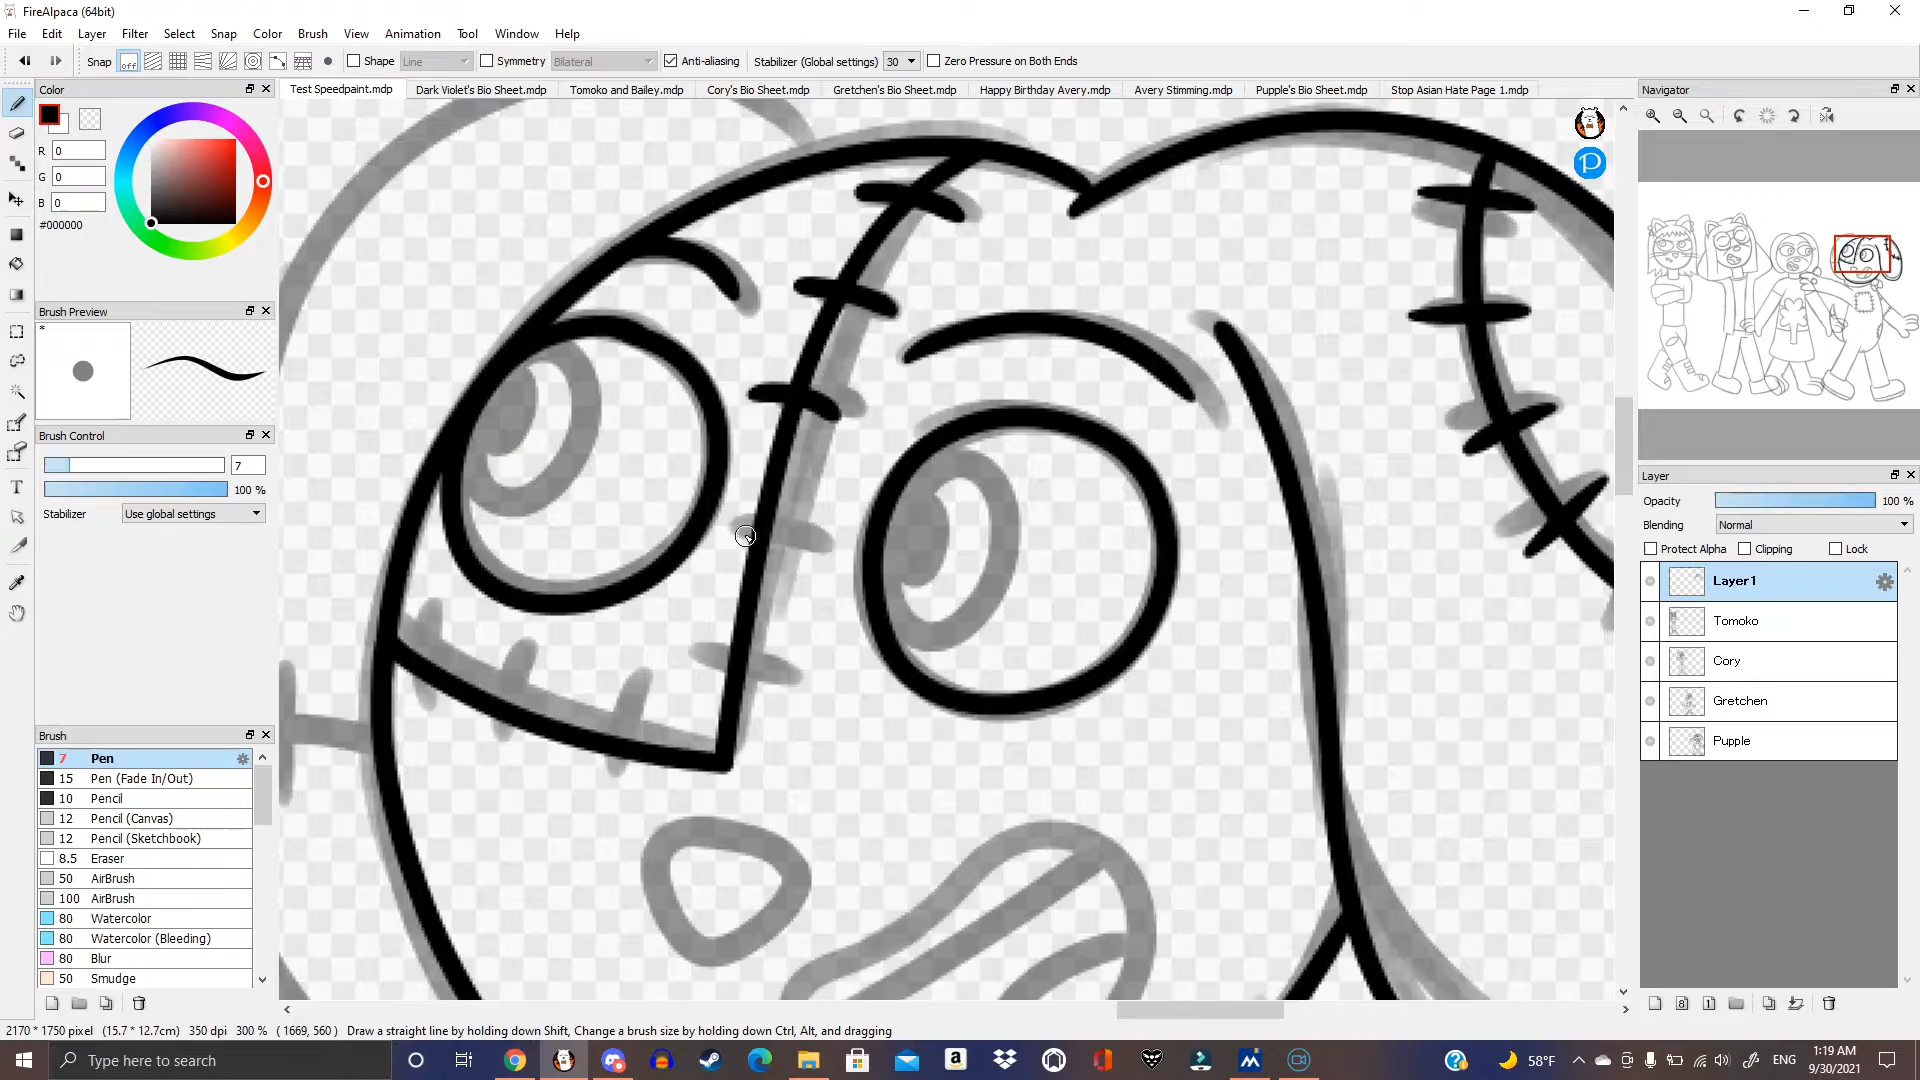 FireAlpaca (64bit)
File Edit Layer Filter Select Snap Color Brush View Animation Tool Window Help
Snap off Shape Line Symmetry Bilateral Anti-aliasing Stabilizer (Global settings) 30 Zero Pressure on Both Ends
Color
Test Speedpaint.mdp Dark Violet's Bio Sheet.mdp Tomoko and Bailey.mdp Cory's Bio Sheet.mdp Gretchen's Bio Sheet.mdp Happy Birthday Avery.mdp Avery Stimming.mdp Pupple's Bio Sheet.mdp Stop Asian Hate Page 1.mdp
Navigator
R 0
G 0
B 0
#000000
Brush Preview
*
Brush Control
7
100 %
Stabilizer Use global settings
Layer
Opacity 100 %
Blending Normal
Protect Alpha Clipping Lock
Layer1
Tomoko
Cory
Gretchen
Pupple
Brush
7 Pen
15 Pen (Fade In/Out)
10 Pencil
12 Pencil (Canvas)
12 Pencil (Sketchbook)
8.5 Eraser
50 AirBrush
100 AirBrush
80 Watercolor
80 Watercolor (Bleeding)
80 Blur
50 Smudge
2170 * 1750 pixel (15.7 * 12.7cm) 350 dpi 300 % ( 1669, 560 ) Draw a straight line by holding down Shift, Change a brush size by holding down Ctrl, Alt, and dragging
Type here to search
58°F
ENG
1:19 AM
9/30/2021